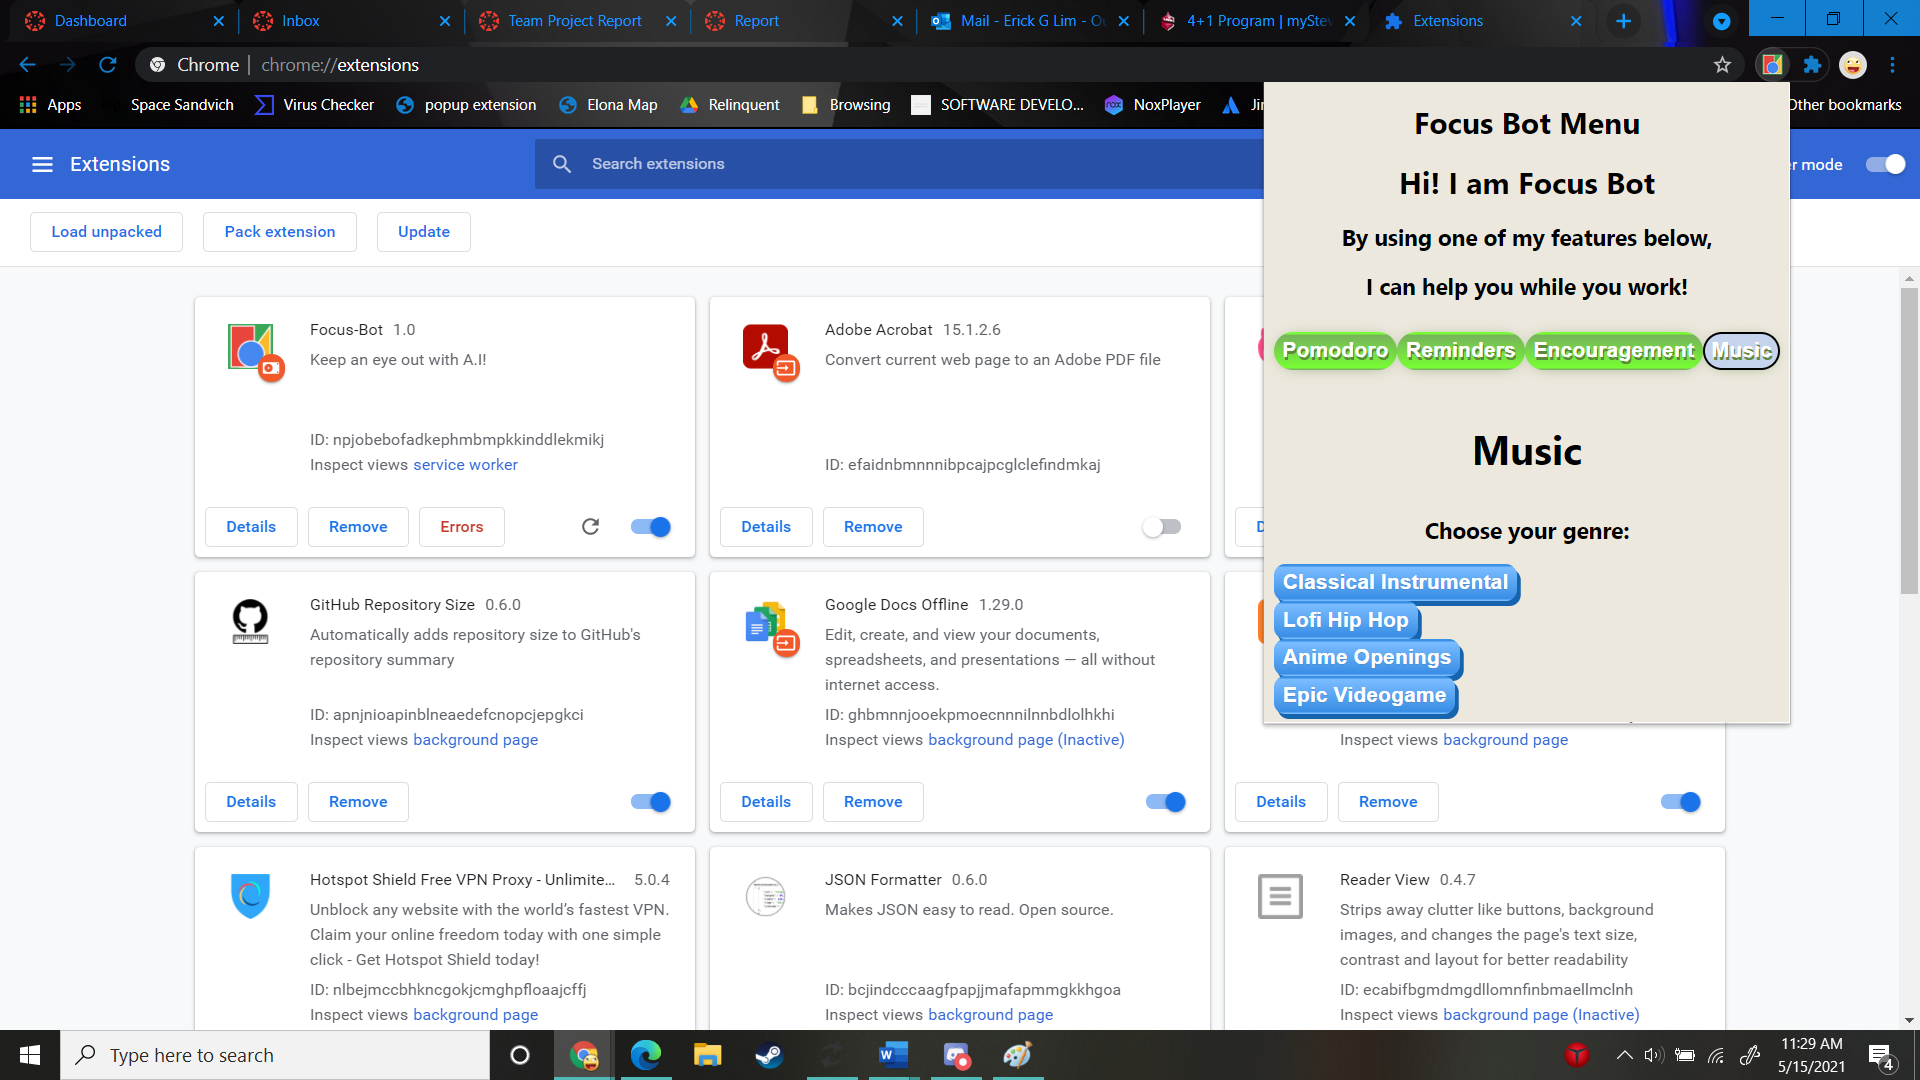 Dashboard
Inbox
Team Project Report
Report
Mail - Erick G Lim - Ou
4+1 Program | myStev
Extensions
Chrome | chrome://extensions
Apps
Space Sandvich
Virus Checker
popup extension
Elona Map
Relinquent
Browsing
SOFTWARE DEVELO...
NoxPlayer
Other bookmarks
Extensions
Search extensions
er mode
Load unpacked
Pack extension
Update
Focus Bot Menu
Hi! I am Focus Bot
By using one of my features below,
I can help you while you work!
Pomodoro
Reminders
Encouragement
Music
Music
Choose your genre:
Classical Instrumental
Lofi Hip Hop
Anime Openings
Epic Videogame
Focus-Bot 1.0
Keep an eye out with A.I!
ID: npjobebofadkephmbmpkkinddlekmikj
Inspect views service worker
Details
Remove
Errors
Adobe Acrobat 15.1.2.6
Convert current web page to an Adobe PDF file
ID: efaidnbmnnnibpcajpcglclefindmkaj
Details
Remove
GitHub Repository Size 0.6.0
Automatically adds repository size to GitHub's
repository summary
ID: apnjnioapinblneaedefcnopcjepgkci
Inspect views background page
Details
Remove
Google Docs Offline 1.29.0
Edit, create, and view your documents,
spreadsheets, and presentations — all without
internet access.
ID: ghbmnnjooekpmoecnnnilnnbdlolhkhi
Inspect views background page (Inactive)
Details
Remove
Inspect views background page
Details
Remove
Hotspot Shield Free VPN Proxy - Unlimite... 5.0.4
Unblock any website with the world’s fastest VPN.
Claim your online freedom today with one simple
click - Get Hotspot Shield today!
ID: nlbejmccbhkncgokjcmghpfloaajcffj
Inspect views background page
JSON Formatter 0.6.0
Makes JSON easy to read. Open source.
ID: bcjindcccaagfpapjjmafapmmgkkhgoa
Inspect views background page
Reader View 0.4.7
Strips away clutter like buttons, background
images, and changes the page's text size,
contrast and layout for better readability
ID: ecabifbgmdmgdllomnfinbmaellmclnh
Inspect views background page (Inactive)
Type here to search
11:29 AM
5/15/2021
4